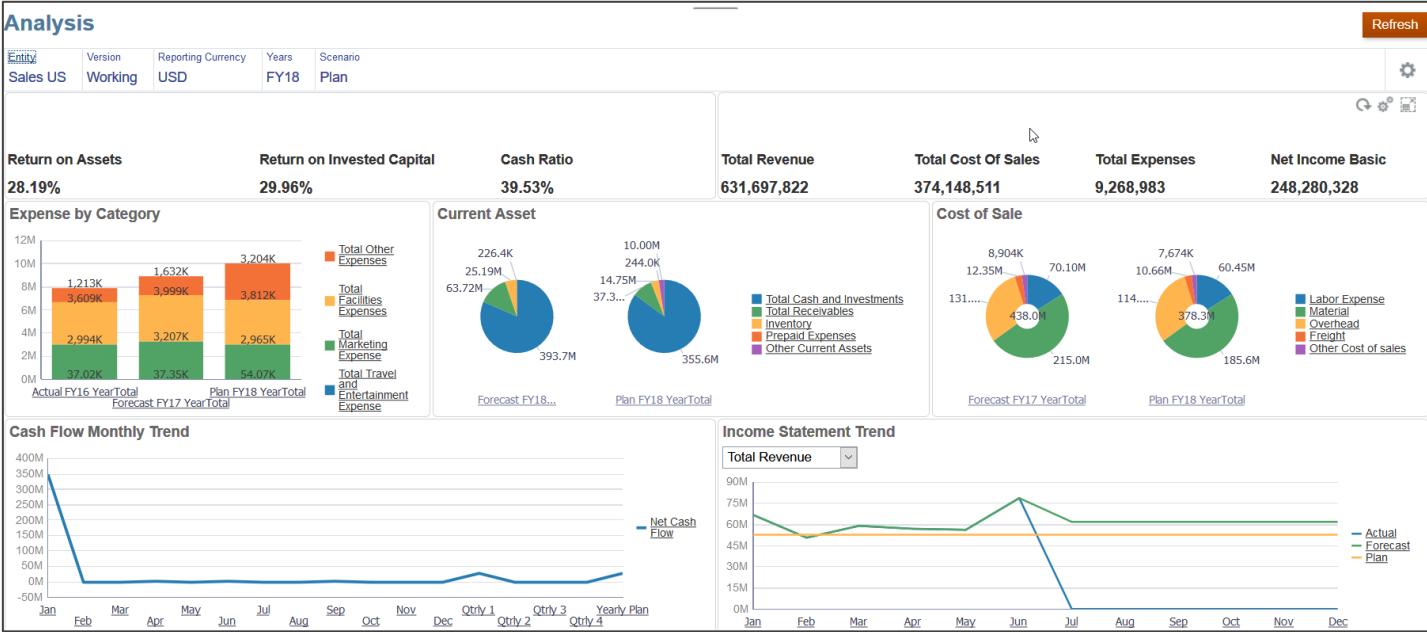 Analysis
Refresh
Entity Version Reporting Currency Years Scenario
Sales US Working USD FY18 Plan
Return on Assets Return on Invested Capital Cash Ratio
28.19% 29.96% 39.53%
Total Revenue Total Cost Of Sales Total Expenses Net Income Basic
631,697,822 374,148,511 9,268,983 248,280,328
Expense by Category
12M
10M
8M
6M
4M
2M
0M
1,213K 1,632K 3,204K
3,609K 3,999K 3,812K
2,994K 3,207K 2,965K
37.02K 37.35K 54.07K
Actual FY16 YearTotal Plan FY18 YearTotal
Forecast FY17 YearTotal
Total Other
Expenses
Total
Facilities
Expenses
Total
Marketing
Expense
Total Travel
and
Entertainment
Expense
Current Asset
226.4K
25.19M
63.72M
393.7M
Forecast FY18...
10.00M
244.0K
14.75M
37.3...
355.6M
Plan FY18 YearTotal
Total Cash and Investments
Total Receivables
Inventory
Prepaid Expenses
Other Current Assets
Cost of Sale
8,904K
12.35M 70.10M
131....
438.0M
215.0M
Forecast FY17 YearTotal
7,674K
10.66M 60.45M
114....
378.3M
185.6M
Plan FY18 YearTotal
Labor Expense
Material
Overhead
Freight
Other Cost of sales
Cash Flow Monthly Trend
400M
350M
300M
250M
200M
150M
100M
50M
0M
-50M
Jan Mar May Jul Sep Nov Qtrly 1 Qtrly 3 Yearly Plan
Feb Apr Jun Aug Oct Dec Qtrly 2 Qtrly 4
Net Cash
Flow
Income Statement Trend
Total Revenue
90M
75M
60M
45M
30M
15M
0M
Jan Feb Mar Apr May Jun Jul Aug Sep Oct Nov Dec
Actual
Forecast
Plan